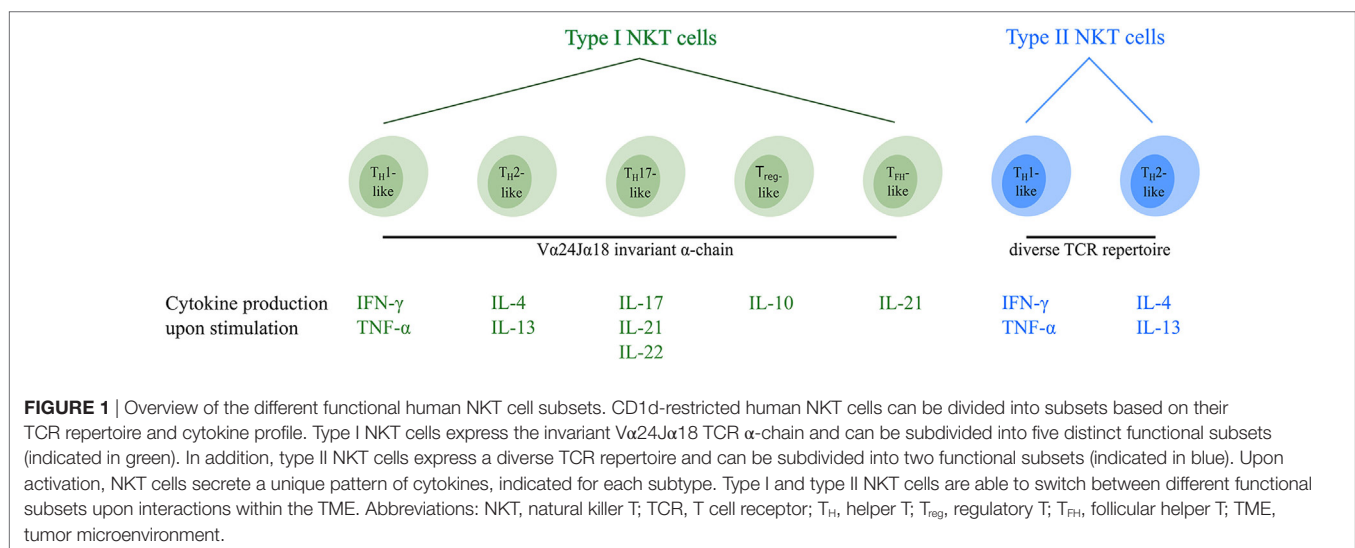 Type I NKT cells Type II NKT cells
TH1- TH2- TH17- Treg- TFH- TH1- TH2-
like like like like like like like
Vα24Jα18 invariant α-chain diverse TCR repertoire
Cytokine production IFN-γ IL-4 IL-17 IL-10 IL-21 IFN-γ IL-4
upon stimulation TNF-α IL-13 IL-21 TNF-α IL-13
IL-22
FIGURE 1 | Overview of the different functional human NKT cell subsets. CD1d-restricted human NKT cells can be divided into subsets based on their
TCR repertoire and cytokine profile. Type I NKT cells express the invariant Vα24Jα18 TCR α-chain and can be subdivided into five distinct functional subsets
(indicated in green). In addition, type II NKT cells express a diverse TCR repertoire and can be subdivided into two functional subsets (indicated in blue). Upon
activation, NKT cells secrete a unique pattern of cytokines, indicated for each subtype. Type I and type II NKT cells are able to switch between different functional
subsets upon interactions within the TME. Abbreviations: NKT, natural killer T; TCR, T cell receptor; TH, helper T; Treg, regulatory T; TFH, follicular helper T; TME,
tumor microenvironment.